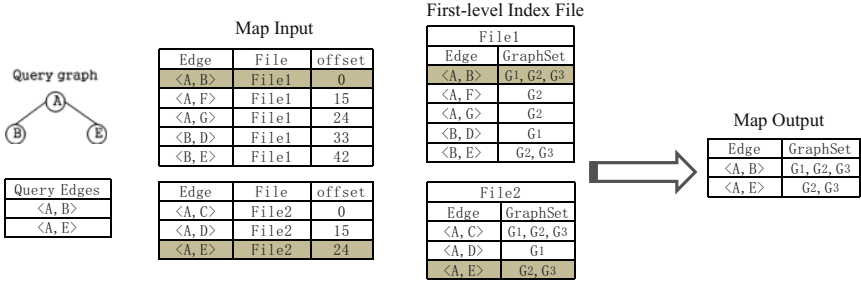 First-level Index File
Map Input
Query graph
A
B
E
Query Edges
<A, B>
<A, E>
Edge File offset
<A, B> File1 0
<A, F> File1 15
<A, G> File1 24
<B, D> File1 33
<B, E> File1 42
Edge File offset
<A, C> File2 0
<A, D> File2 15
<A, E> File2 24
File1
Edge GraphSet
<A, B> G1, G2, G3
<A, F> G2
<A, G> G2
<B, D> G1
<B, E> G2, G3
File2
Edge GraphSet
<A, C> G1, G2, G3
<A, D> G1
<A, E> G2, G3
Map Output
Edge GraphSet
<A, B> G1, G2, G3
<A, E> G2, G3